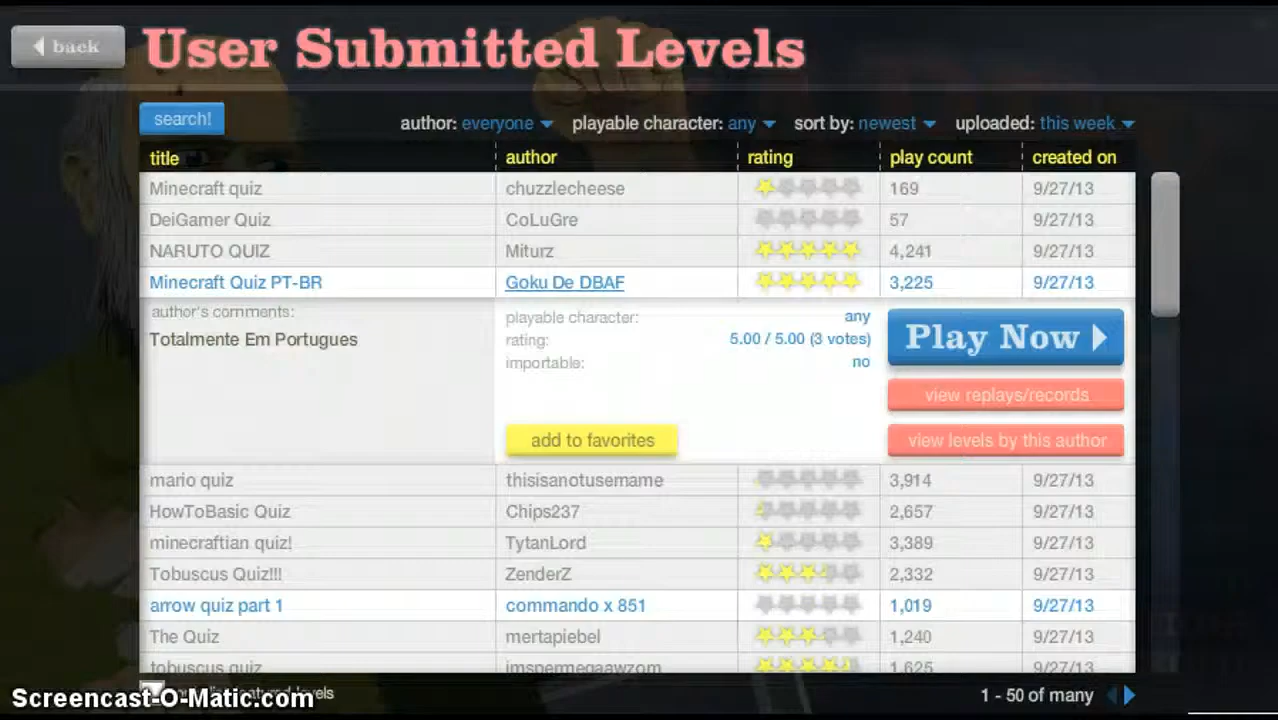 back
User Submitted Levels
search!
author: everyone playable character: any sort by: newest uploaded: this week
title author rating play count created on
Minecraft quiz chuzzlecheese 169 9/27/13
DeiGamer Quiz CoLuGre 57 9/27/13
NARUTO QUIZ Miturz 4,241 9/27/13
Minecraft Quiz PT-BR Goku De DBAF 3,225 9/27/13
author's comments:
Totalmente Em Portugues
playable character: any
rating: 5.00 / 5.00 (3 votes)
importable: no
Play Now
view replays/records
add to favorites
view levels by this author
mario quiz thisisanotusername 3,914 9/27/13
HowToBasic Quiz Chips237 2,657 9/27/13
minecraftian quiz! TytanLord 3,389 9/27/13
Tobuscus Quiz!!! ZenderZ 2,332 9/27/13
arrow quiz part 1 commando x 851 1,019 9/27/13
The Quiz mertapiebel 1,240 9/27/13
tobuscus quiz imspermegaawzom 1,625 9/27/13
levels
Screencast-O-Matic.com
1 - 50 of many